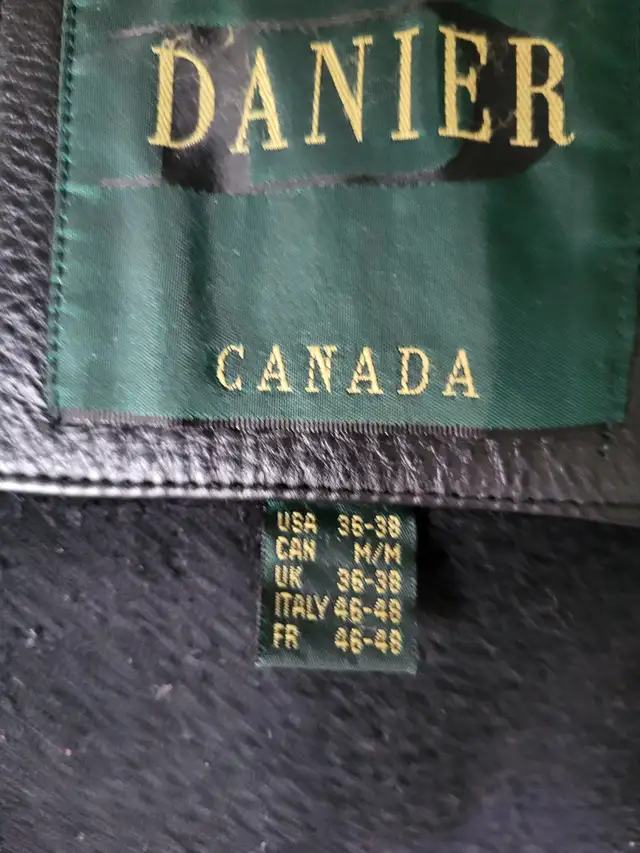 DANIER
CANADA
USA 36-38
CAN M/M
UK 36-38
ITALY 46-48
FR 46-48